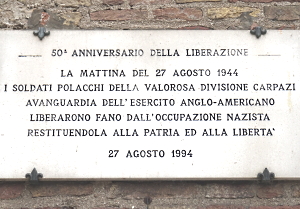 50ª ANNIVERSARIO DELLA LIBERAZIONE
LA MATTINA DEL 27 AGOSTO 1944
I SOLDATI POLACCHI DELLA VALOROSA DIVISIONE CARPAZI
AVANGUARDIA DELL'ESERCITO ANGLO-AMERICANO
LIBERARONO FANO DALL'OCCUPAZIONE NAZISTA
RESTITUENDOLA ALLA PATRIA ED ALLA LIBERTA'
27 AGOSTO 1994